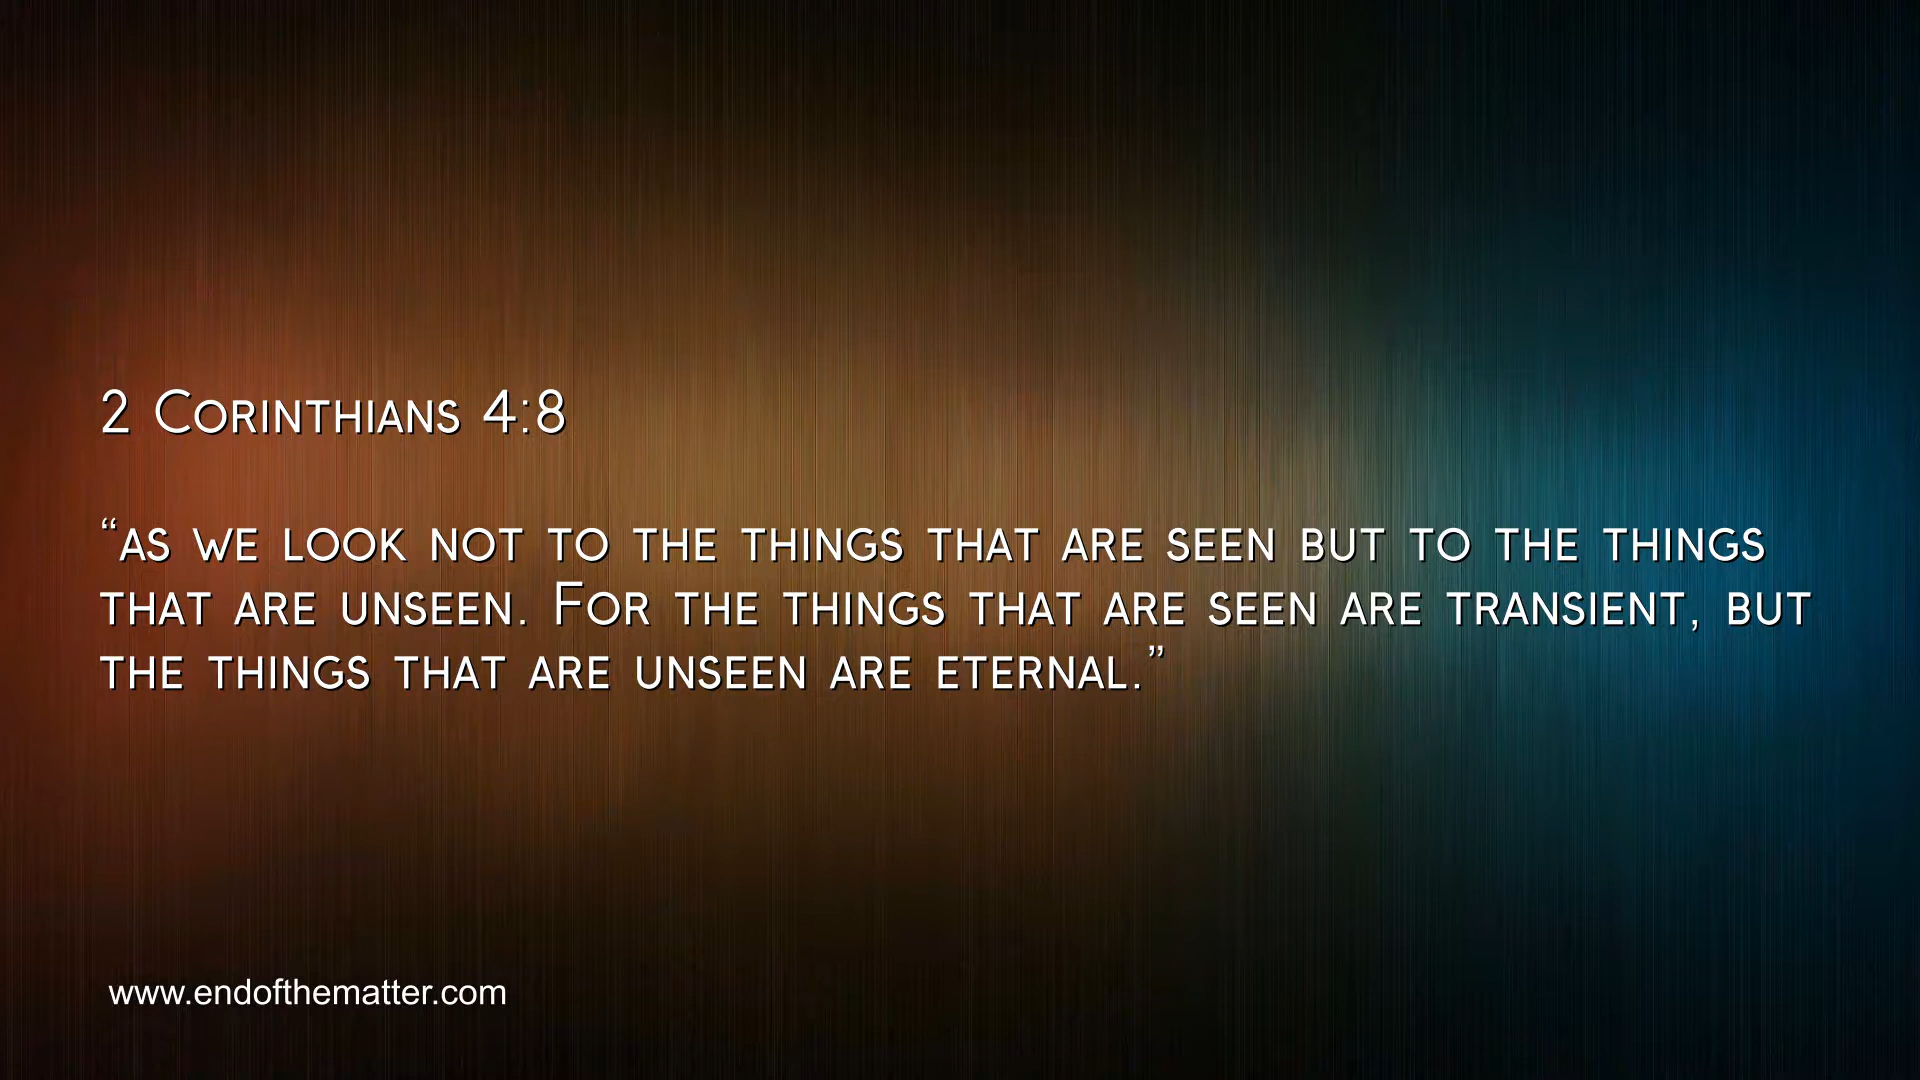 2 Corinthians 4:8
“as we look not to the things that are seen but to the things
that are unseen. For the things that are seen are transient, but
the things that are unseen are eternal.”
www.endofthematter.com